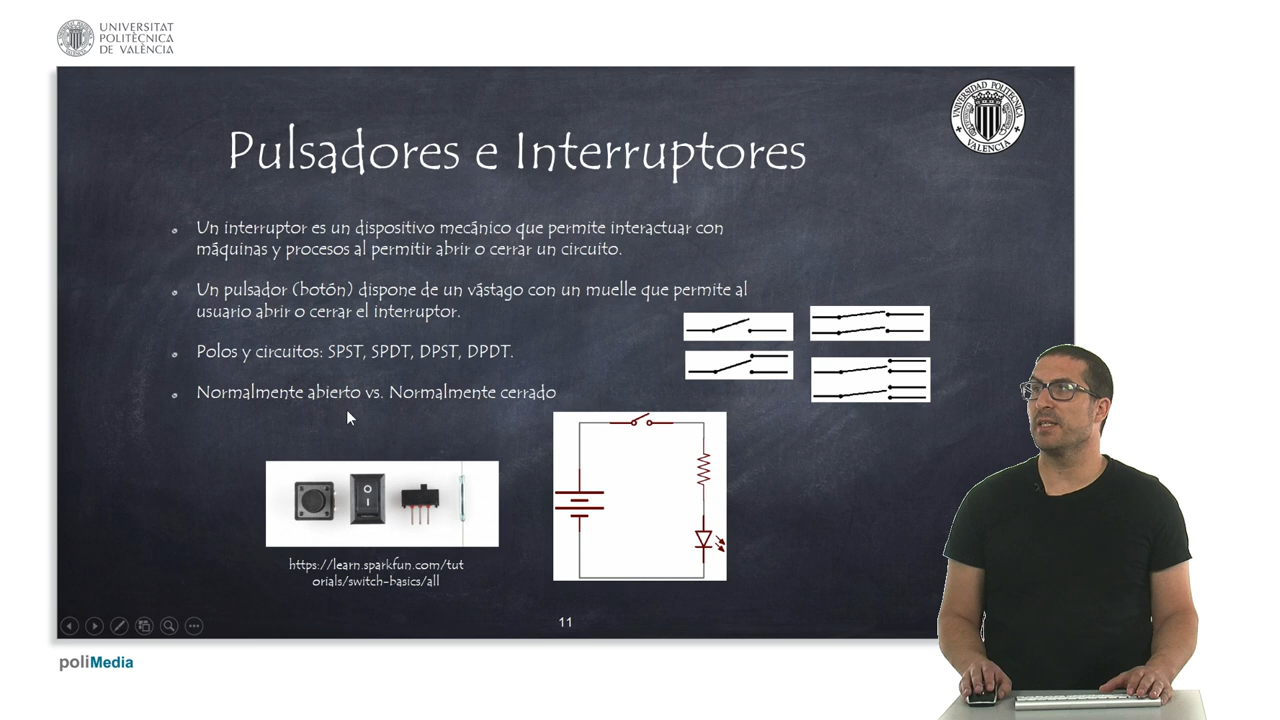 UNIVERSITAT
POLITÈCNICA
DE VALÈNCIA
UNIVERSIDAD POLITECNICA
VALENCIA
Pulsadores e Interruptores
Un interruptor es un dispositivo mecánico que permite interactuar con
máquinas y procesos al permitir abrir o cerrar un circuito.
Un pulsador (botón) dispone de un vástago con un muelle que permite al
usuario abrir o cerrar el interruptor.
Polos y circuitos: SPST, SPDT, DPST, DPDT.
Normalmente abierto vs. Normalmente cerrado
https://learn.sparkfun.com/tut
orials/switch-basics/all
11
poliMedia